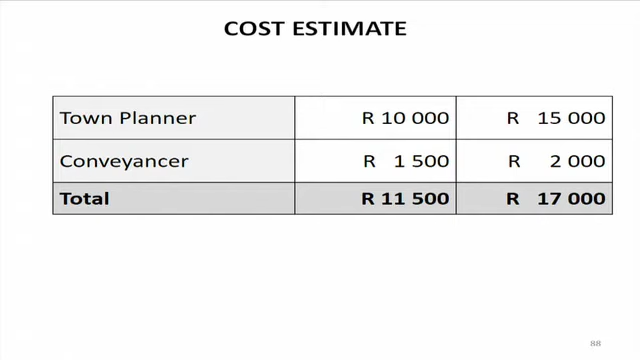 COST ESTIMATE
Town Planner R 10 000 R 15 000
Conveyancer R 1 500 R 2 000
Total R 11 500 R 17 000
88